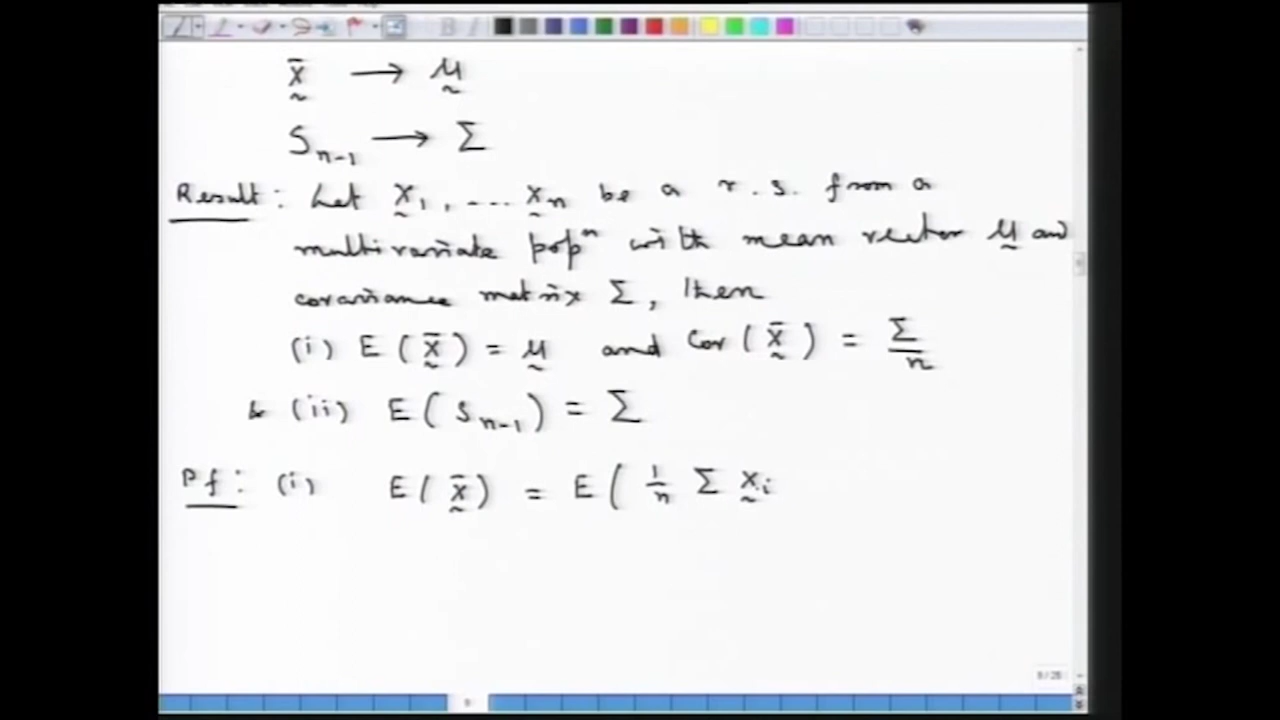 x̄ → μ
S_{n-1} → Σ
Result: Let X_1, .... X_n be a r.s. from a
multivariate popⁿ with mean vector μ and
covariance matrix Σ, then
(i) E(x̄) = μ and Cov(x̄) = Σ/n
& (ii) E(S_{n-1}) = Σ
Pf: (i) E(x̄) = E(1/n Σ X_i